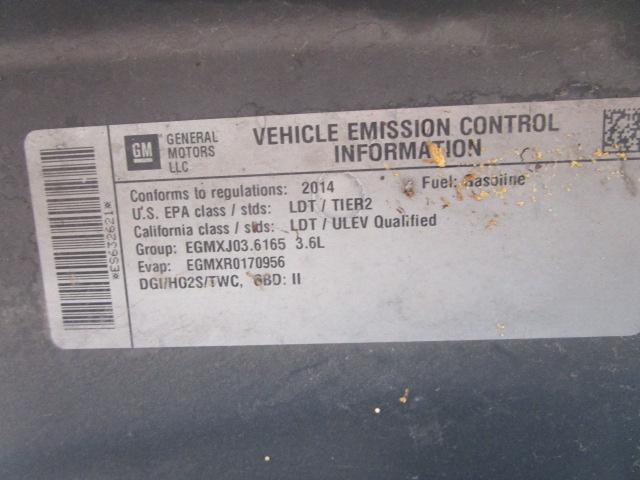 GM
GENERAL
MOTORS
LLC
VEHICLE EMISSION CONTROL
INFORMATION
Conforms to regulations: 2014
Fuel: Gasoline
U.S. EPA class / stds: LDT / TIER2
California class / stds: LDT / ULEV Qualified
Group: EGMXJ03.6165 3.6L
Evap: EGMXR0170956
DGI/HO2S/TWC, OBD: II
*ES632621*